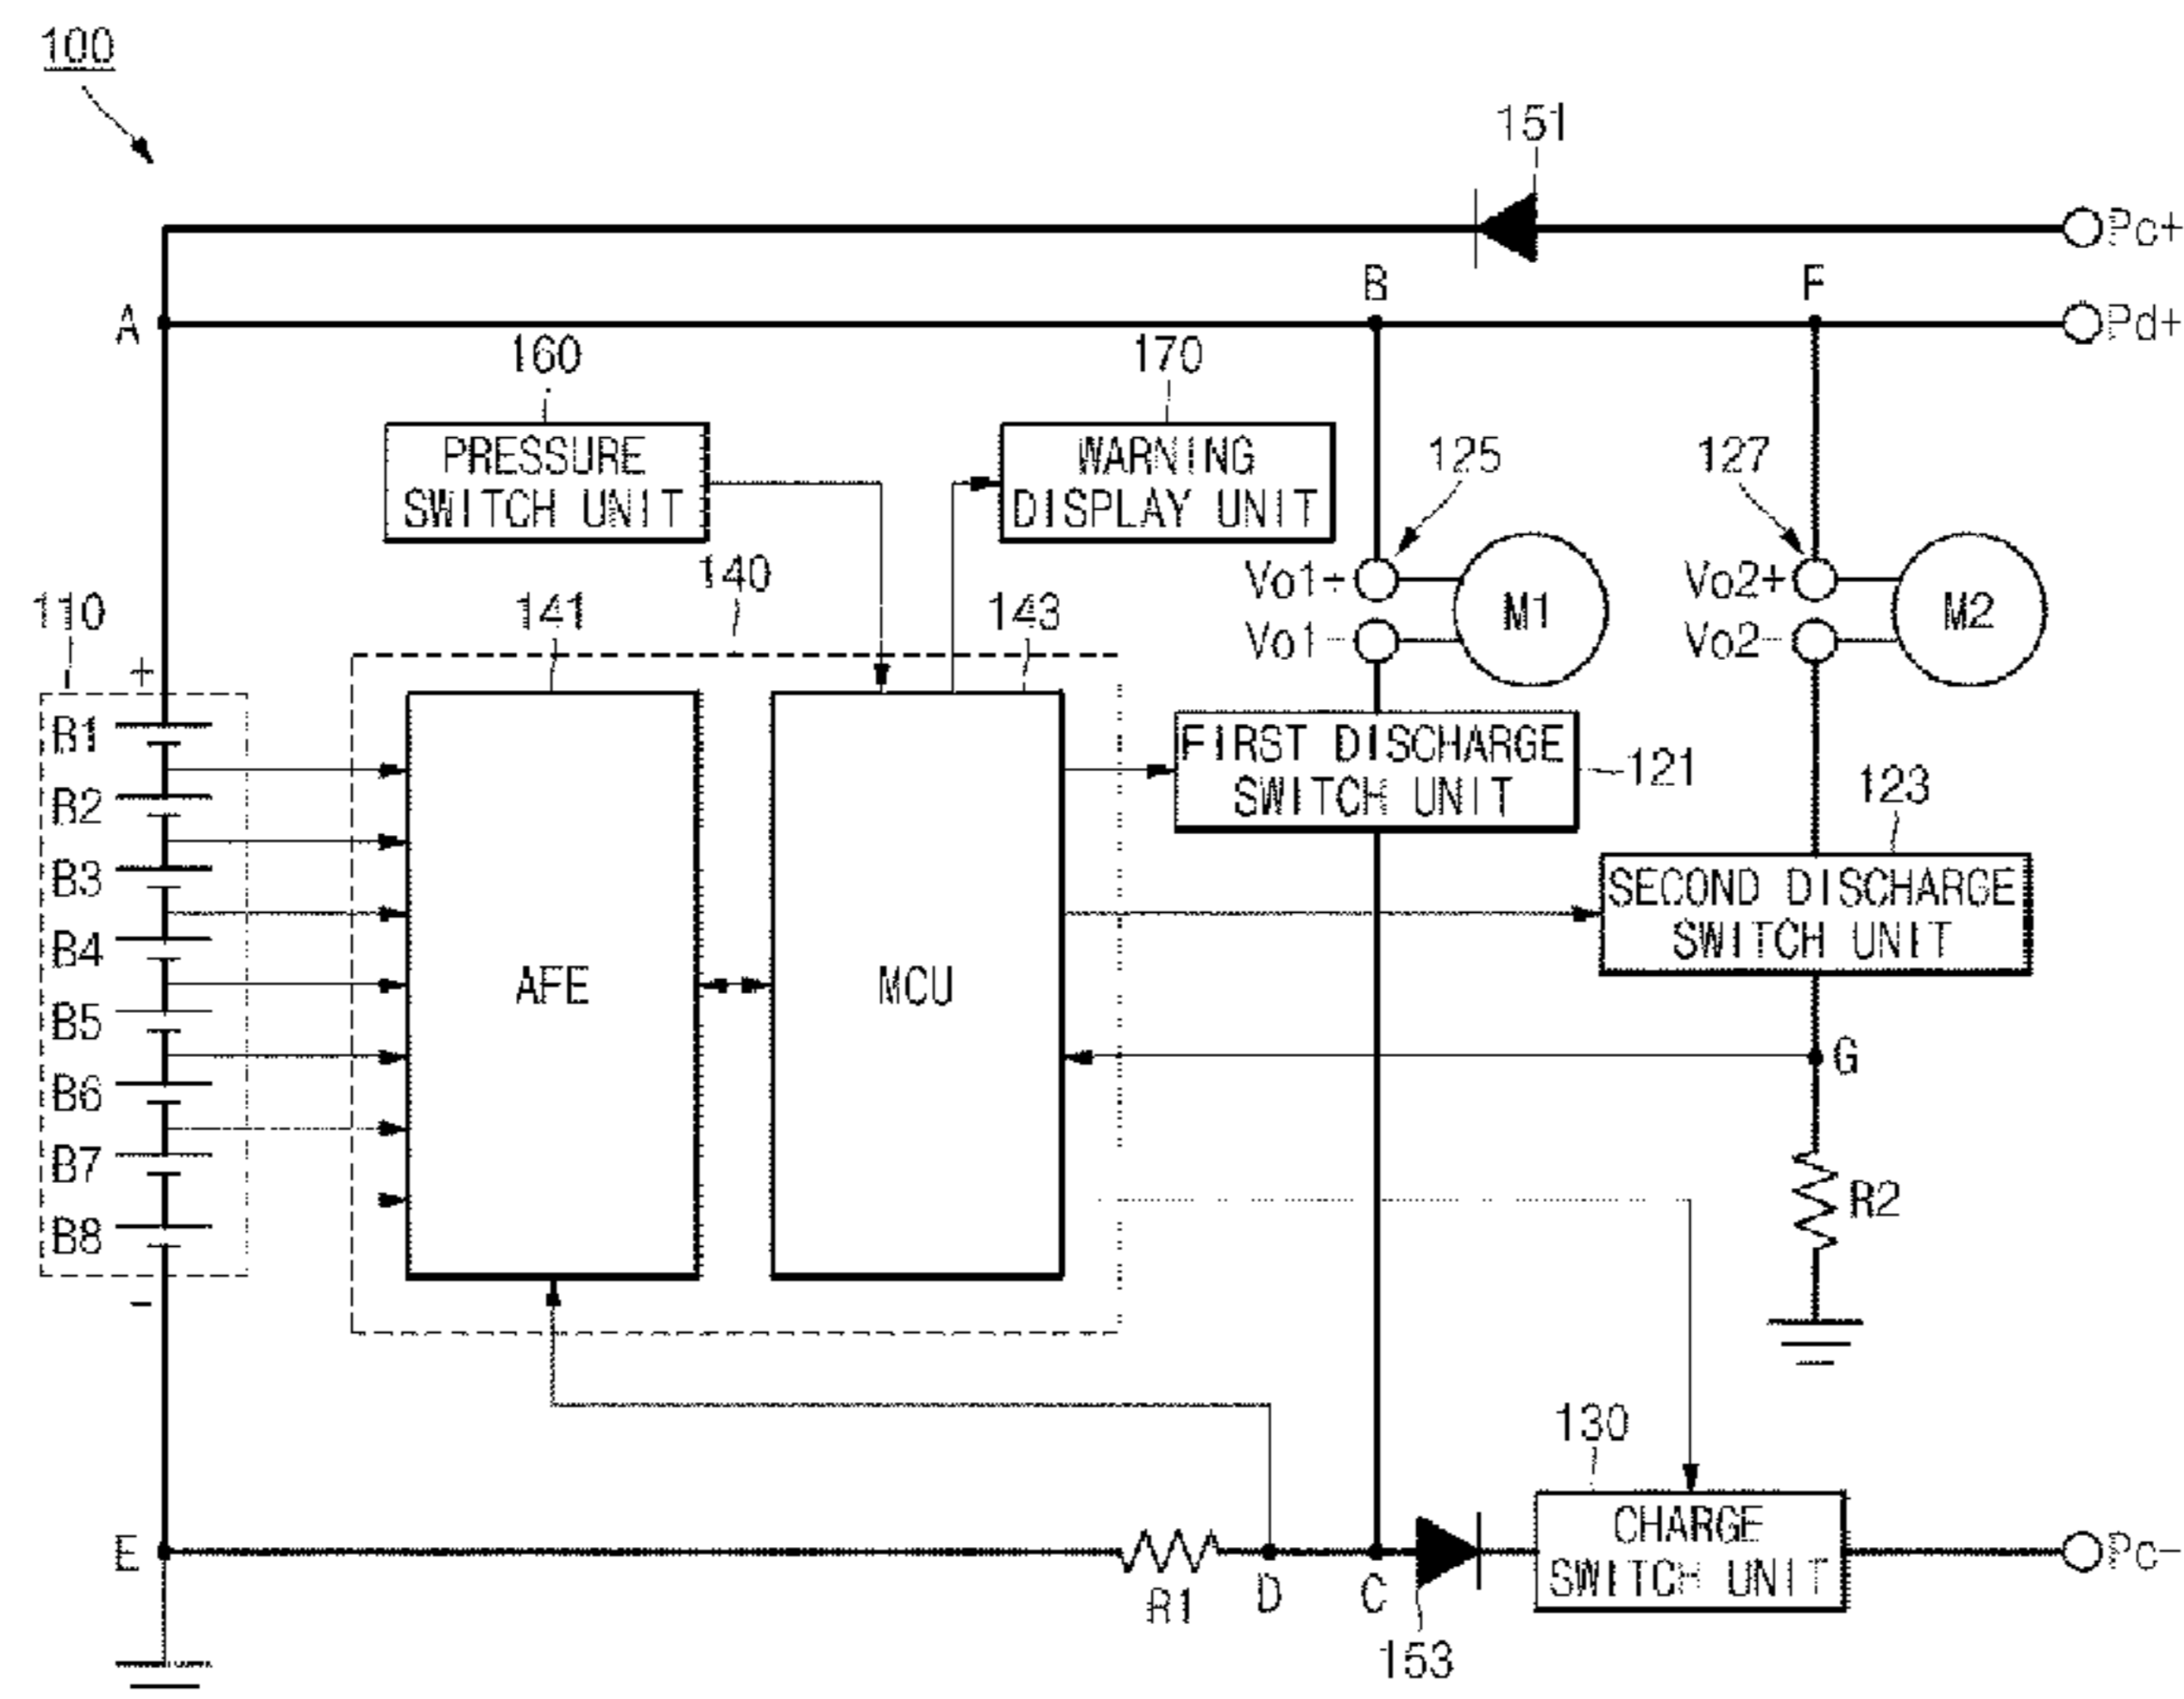 100
151
Pc+
B
F
A
Pd+
160
170
PRESSURE
SWITCH UNIT
WARNING
DISPLAY UNIT
125
127
140
Vo1+
Vo1-
M1
Vo2+
Vo2-
M2
110
141
143
+
B1
B2
B3
B4
B5
B6
B7
B8
-
AFE
MCU
FIRST DISCHARGE
SWITCH UNIT
121
123
SECOND DISCHARGE
SWITCH UNIT
G
R2
130
CHARGE
SWITCH UNIT
E
R1
D
C
Pc-
153